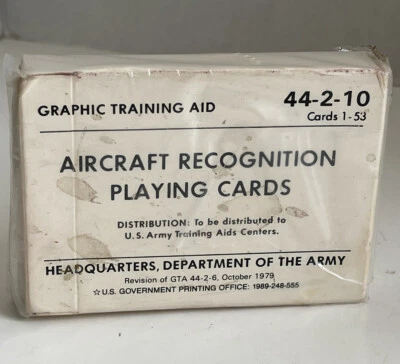 GRAPHIC TRAINING AID
44-2-10
Cards 1-53
AIRCRAFT RECOGNITION
PLAYING CARDS
DISTRIBUTION: To be distributed to
U.S. Army Training Aids Centers.
HEADQUARTERS, DEPARTMENT OF THE ARMY
Revision of GTA 44-2-6, October 1979
☆ U.S. GOVERNMENT PRINTING OFFICE: 1989-248-555